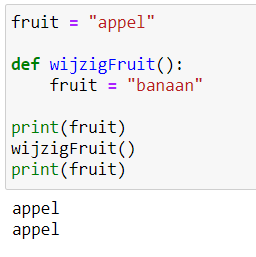 fruit = "appel"
def wijzigFruit():
    fruit = "banaan"
print(fruit)
wijzigFruit()
print(fruit)
appel
appel